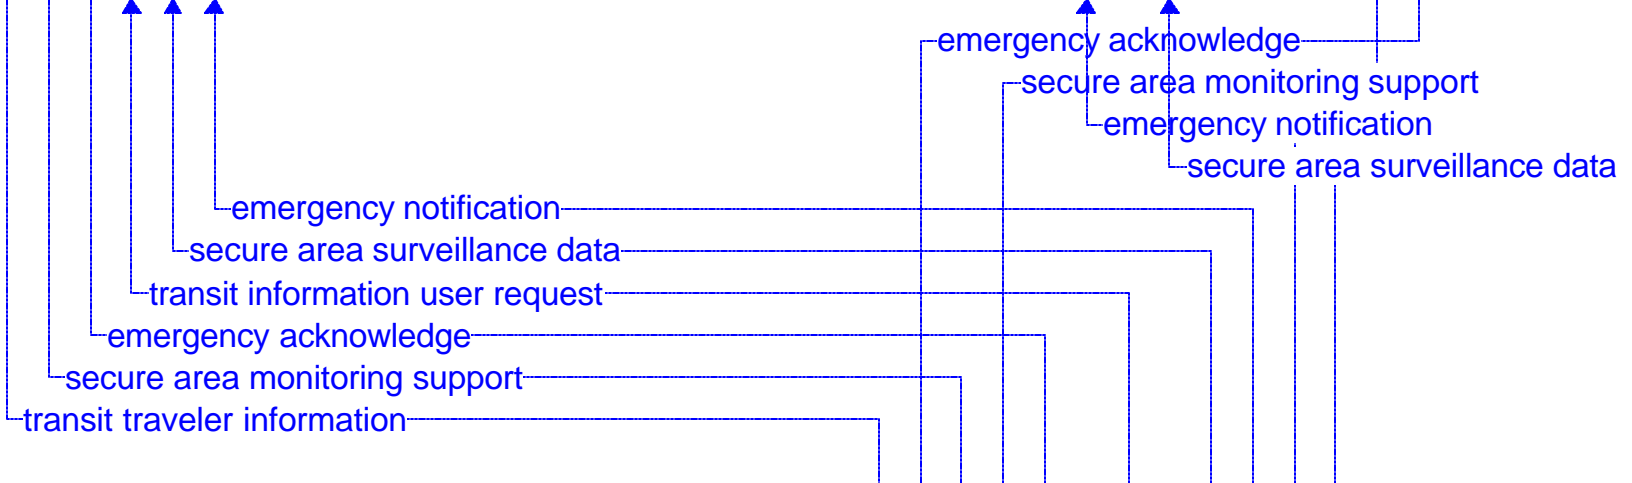 emergency acknowledge
secure area monitoring support
emergency notification
secure area surveillance data
emergency notification
secure area surveillance data
transit information user request
emergency acknowledge
secure area monitoring support
transit traveler information